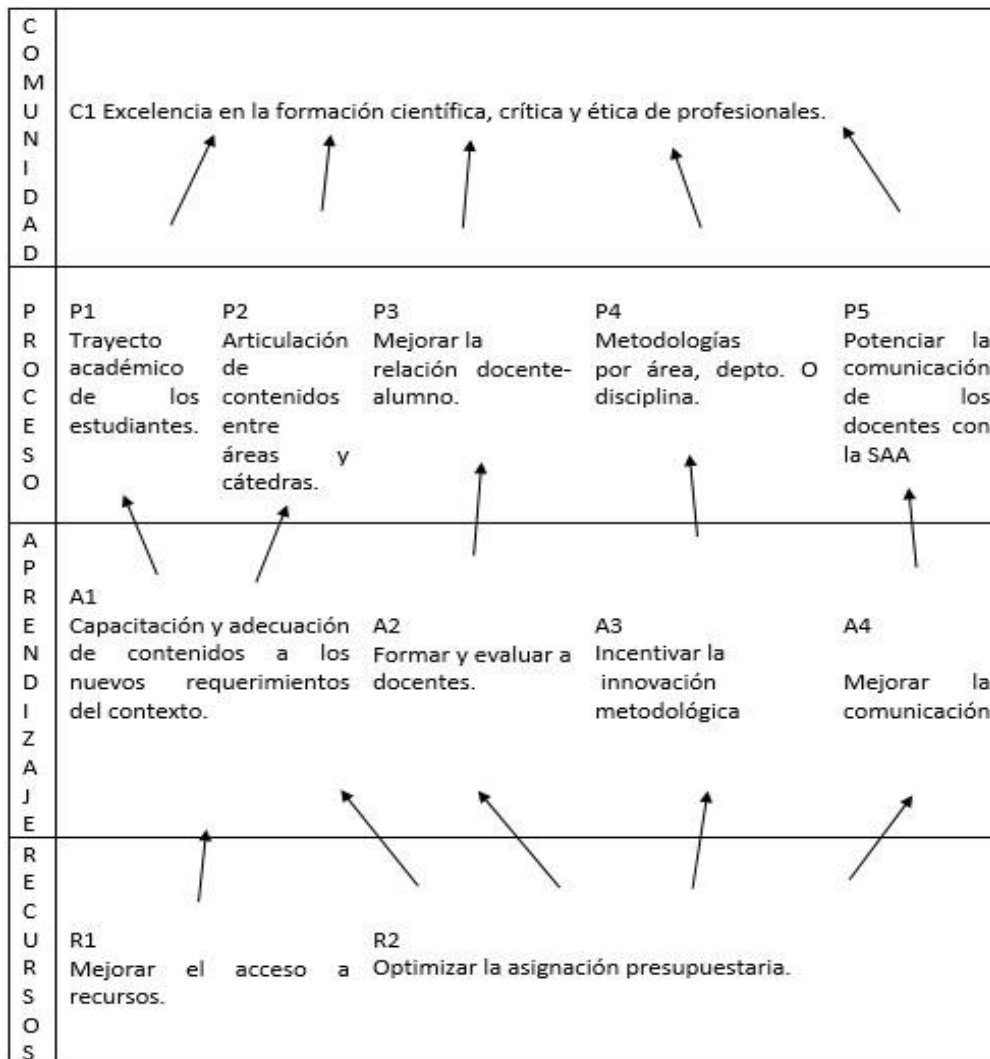 COMUNIDAD
C1 Excelencia en la formación científica, crítica y ética de profesionales.
PROCESO
P1
Trayecto
académico
de los
estudiantes.
P2
Articulación
de
contenidos
entre
áreas y
cátedras.
P3
Mejorar la
relación docente-
alumno.
P4
Metodologías
por área, depto. O
disciplina.
P5
Potenciar la
comunicación
de los
docentes con
la SAA
APRENDIZAJE
A1
Capacitación y adecuación
de contenidos a los
nuevos requerimientos
del contexto.
A2
Formar y evaluar a
docentes.
A3
Incentivar la
innovación
metodológica
A4
Mejorar la
comunicación
RECURSOS
R1
Mejorar el acceso a
recursos.
R2
Optimizar la asignación presupuestaria.